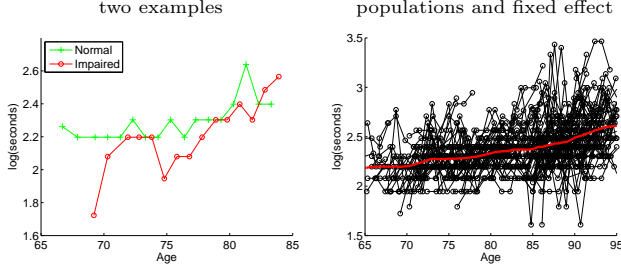 two examples
populations and fixed effect
Normal
Impaired
log(seconds)
2.6
2.4
2.2
2
1.8
1.6
65
70
75
80
85
Age
log(seconds)
3.5
3
2.5
2
1.5
65
70
75
80
85
90
95
Age